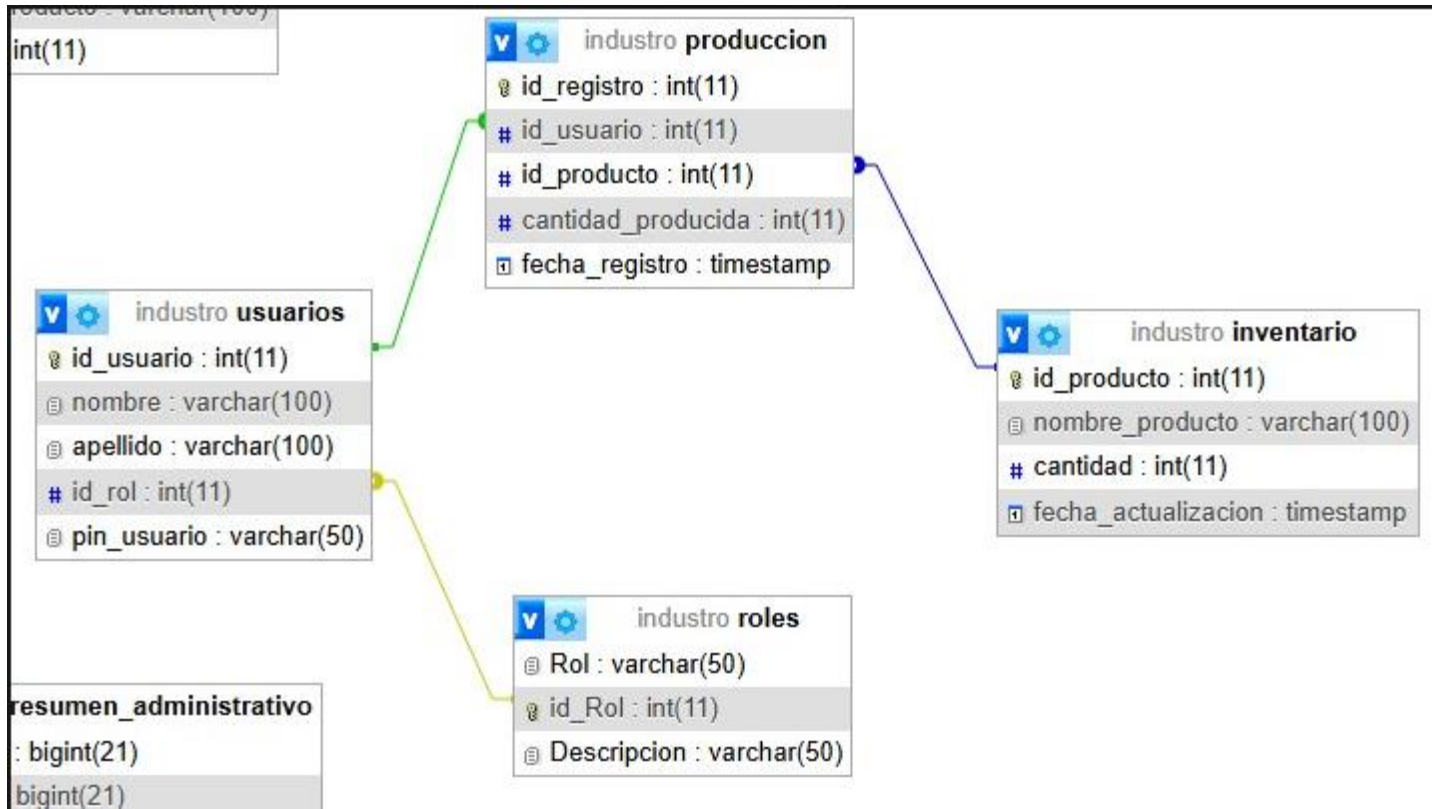 int(11)
industro produccion
id_registro : int(11)
# id_usuario : int(11)
# id_producto : int(11)
# cantidad_producida : int(11)
fecha_registro : timestamp
v industro usuarios
id_usuario : int(11)
nombre : varchar(100)
apellido : varchar(100)
# id_rol : int(11)
pin_usuario : varchar(50)
v industro inventario
id_producto : int(11)
nombre_producto : varchar(100)
# cantidad : int(11)
fecha_actualizacion : timestamp
v industro roles
Rol : varchar(50)
id_Rol : int(11)
Descripcion : varchar(50)
resumen_administrativo
: bigint(21)
bigint(21)